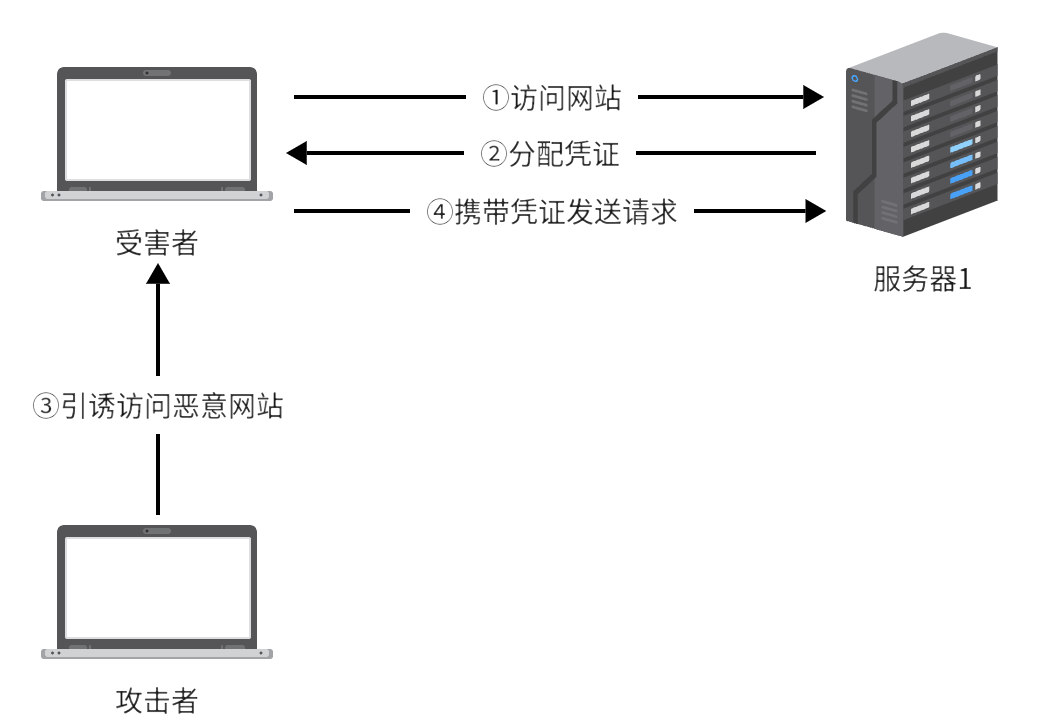 ①访问网站
②分配凭证
④携带凭证发送请求
受害者
服务器1
③引诱访问恶意网站
攻击者